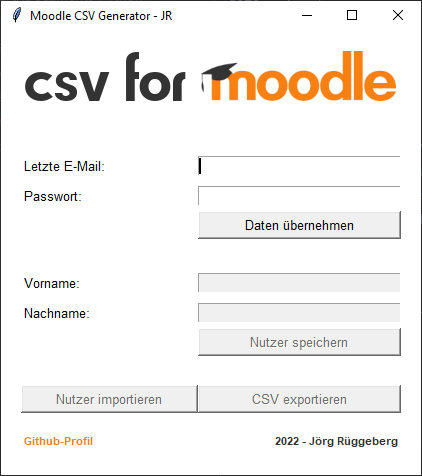 Moodle CSV Generator - JR
csv for moodle
Letzte E-Mail:
Passwort:
Daten übernehmen
Vorname:
Nachname:
Nutzer speichern
Nutzer importieren CSV exportieren
Github-Profil 2022 - Jörg Rüggeberg